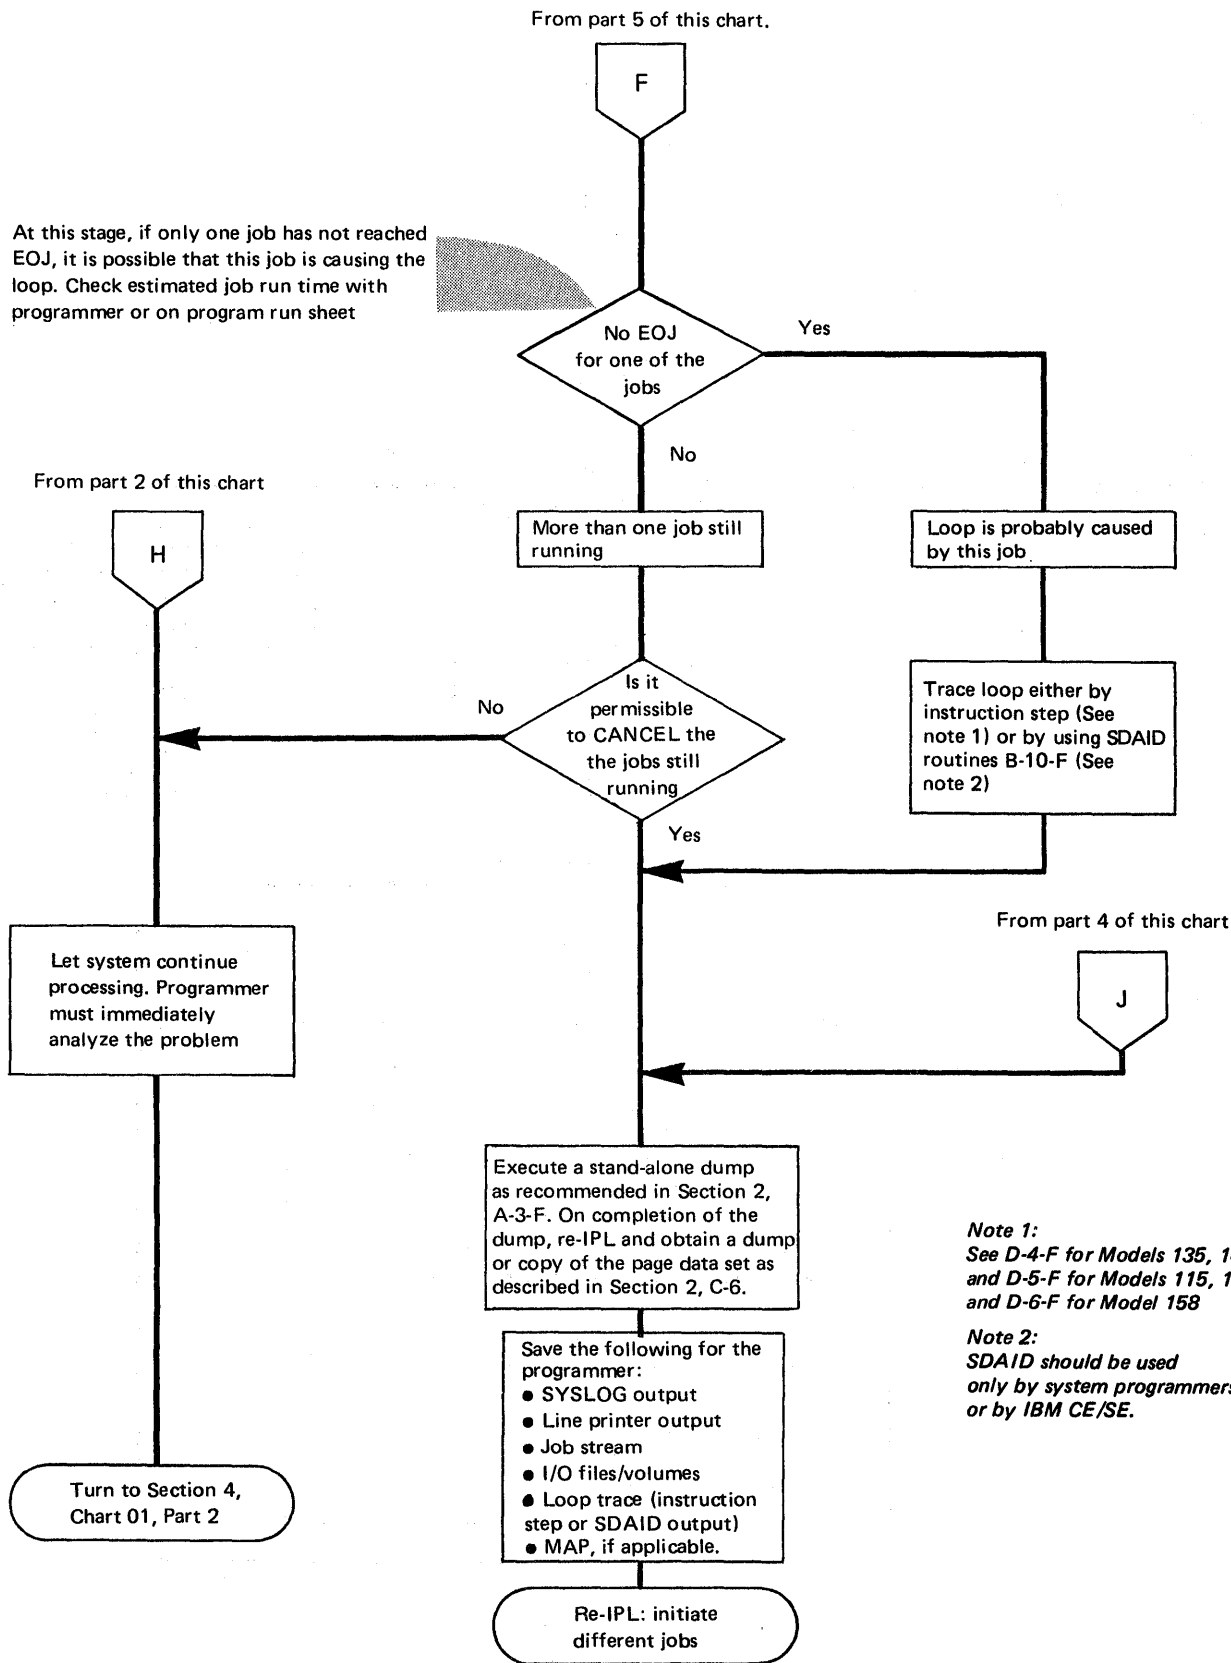 From part 5 of this chart.
F
At this stage, if only one job has not reached
EOJ, it is possible that this job is causing the
loop. Check estimated job run time with
programmer or on program run sheet
No EOJ
for one of the
jobs
Yes
No
From part 2 of this chart
H
More than one job still
running
Loop is probably caused
by this job
Is it
permissible
to CANCEL the
the jobs still
running
No
Yes
Trace loop either by
instruction step (See
note 1) or by using SDAID
routines B-10-F (See
note 2)
From part 4 of this chart
J
Let system continue
processing. Programmer
must immediately
analyze the problem
Execute a stand-alone dump
as recommended in Section 2,
A-3-F. On completion of the
dump, re-IPL and obtain a dump
or copy of the page data set as
described in Section 2, C-6.
Note 1:
See D-4-F for Models 135, 1
and D-5-F for Models 115, 1
and D-6-F for Model 158
Note 2:
SDAID should be used
only by system programmers
or by IBM CE/SE.
Save the following for the
programmer:
● SYSLOG output
● Line printer output
● Job stream
● I/O files/volumes
● Loop trace (instruction
step or SDAID output)
● MAP, if applicable.
Turn to Section 4,
Chart 01, Part 2
Re-IPL: initiate
different jobs